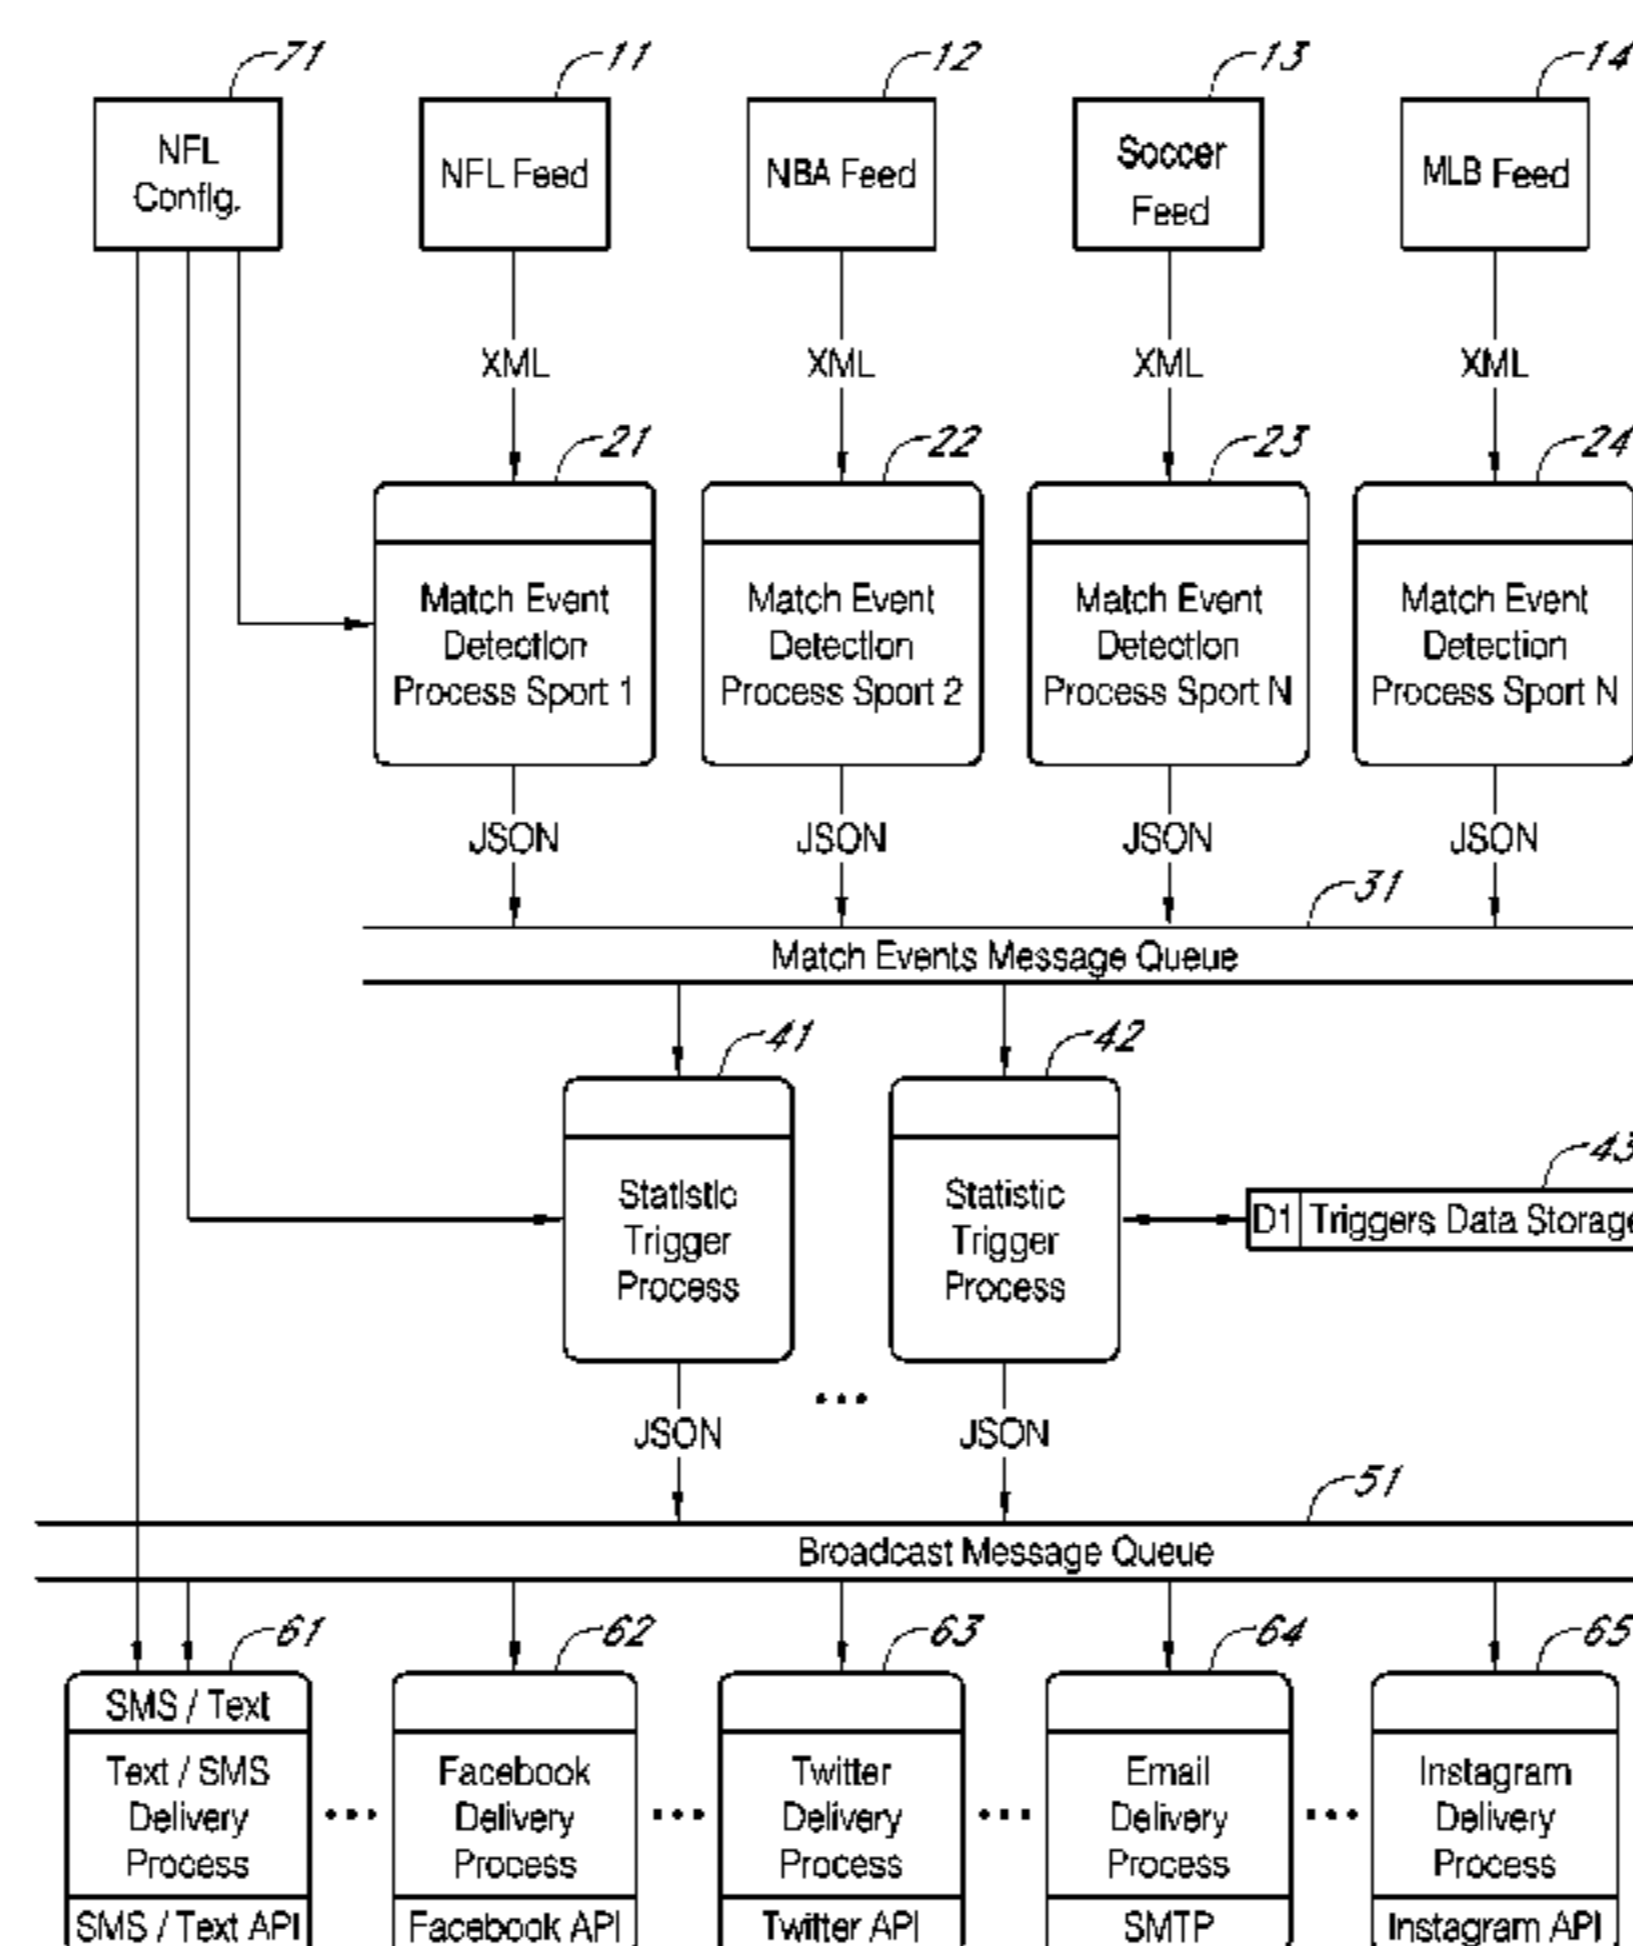 71
11
12
13
14
NFL
Config.
NFL Feed
NBA Feed
Soccer
Feed
MLB Feed
XML
XML
XML
XML
21
22
23
24
Match Event
Detection
Process Sport 1
Match Event
Detection
Process Sport 2
Match Event
Detection
Process Sport N
Match Event
Detection
Process Sport N
JSON
JSON
JSON
JSON
31
Match Events Message Queue
41
42
43
Statistic
Trigger
Process
Statistic
Trigger
Process
D1
Triggers Data Storage
...
JSON
JSON
51
Broadcast Message Queue
61
62
63
64
65
SMS / Text
Text / SMS
Delivery
Process
SMS / Text API
...
Facebook
Delivery
Process
Facebook API
...
Twitter
Delivery
Process
Twitter API
...
Email
Delivery
Process
SMTP
...
Instagram
Delivery
Process
Instagram API